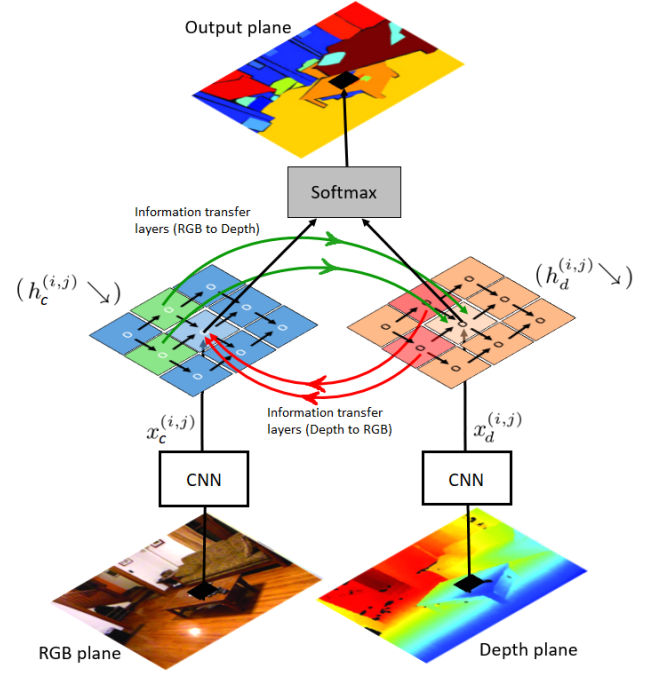 Output plane
Softmax
Information transfer
layers (RGB to Depth)
(h_c^{(i,j)} ↘)
(h_d^{(i,j)} ↘)
Information transfer
layers (Depth to RGB)
x_c^{(i,j)}
x_d^{(i,j)}
CNN
CNN
RGB plane
Depth plane